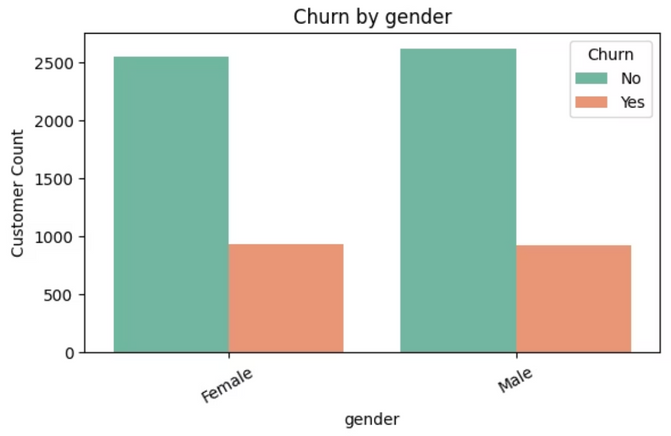 Churn by gender
Churn
No
Yes
Customer Count
2500
2000
1500
1000
500
0
Female
Male
gender